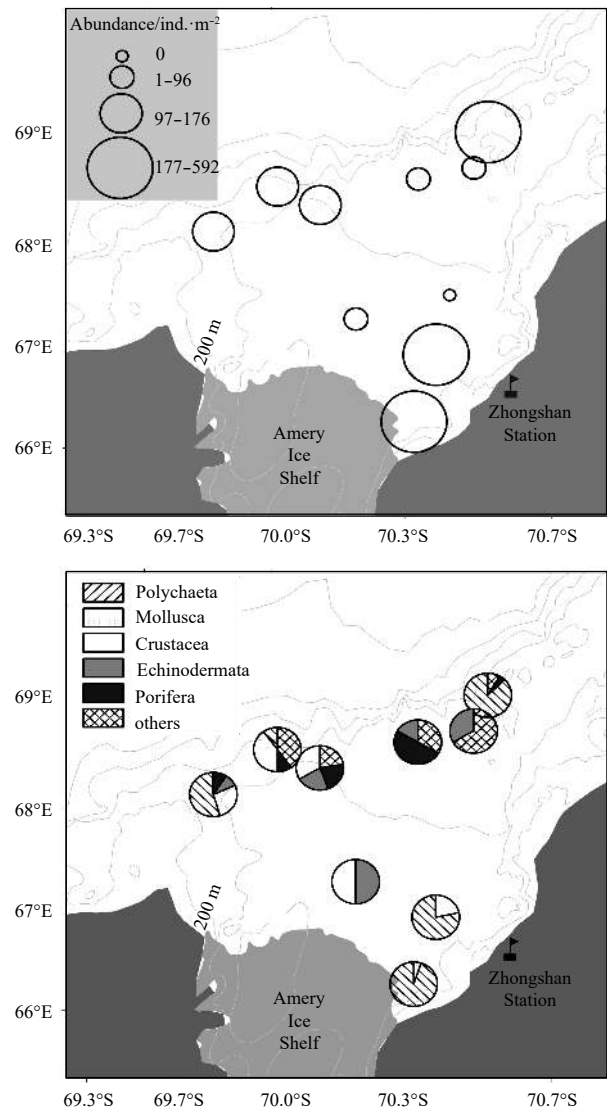 Abundance/ind.·m⁻²
0
1–96
97–176
177–592
69°E
68°E
67°E
66°E
200 m
Amery
Ice
Shelf
Zhongshan
Station
69.3°S 69.7°S 70.0°S 70.3°S 70.7°S
Polychaeta
Mollusca
Crustacea
Echinodermata
Porifera
others
69°E
68°E
67°E
66°E
200 m
Amery
Ice
Shelf
Zhongshan
Station
69.3°S 69.7°S 70.0°S 70.3°S 70.7°S